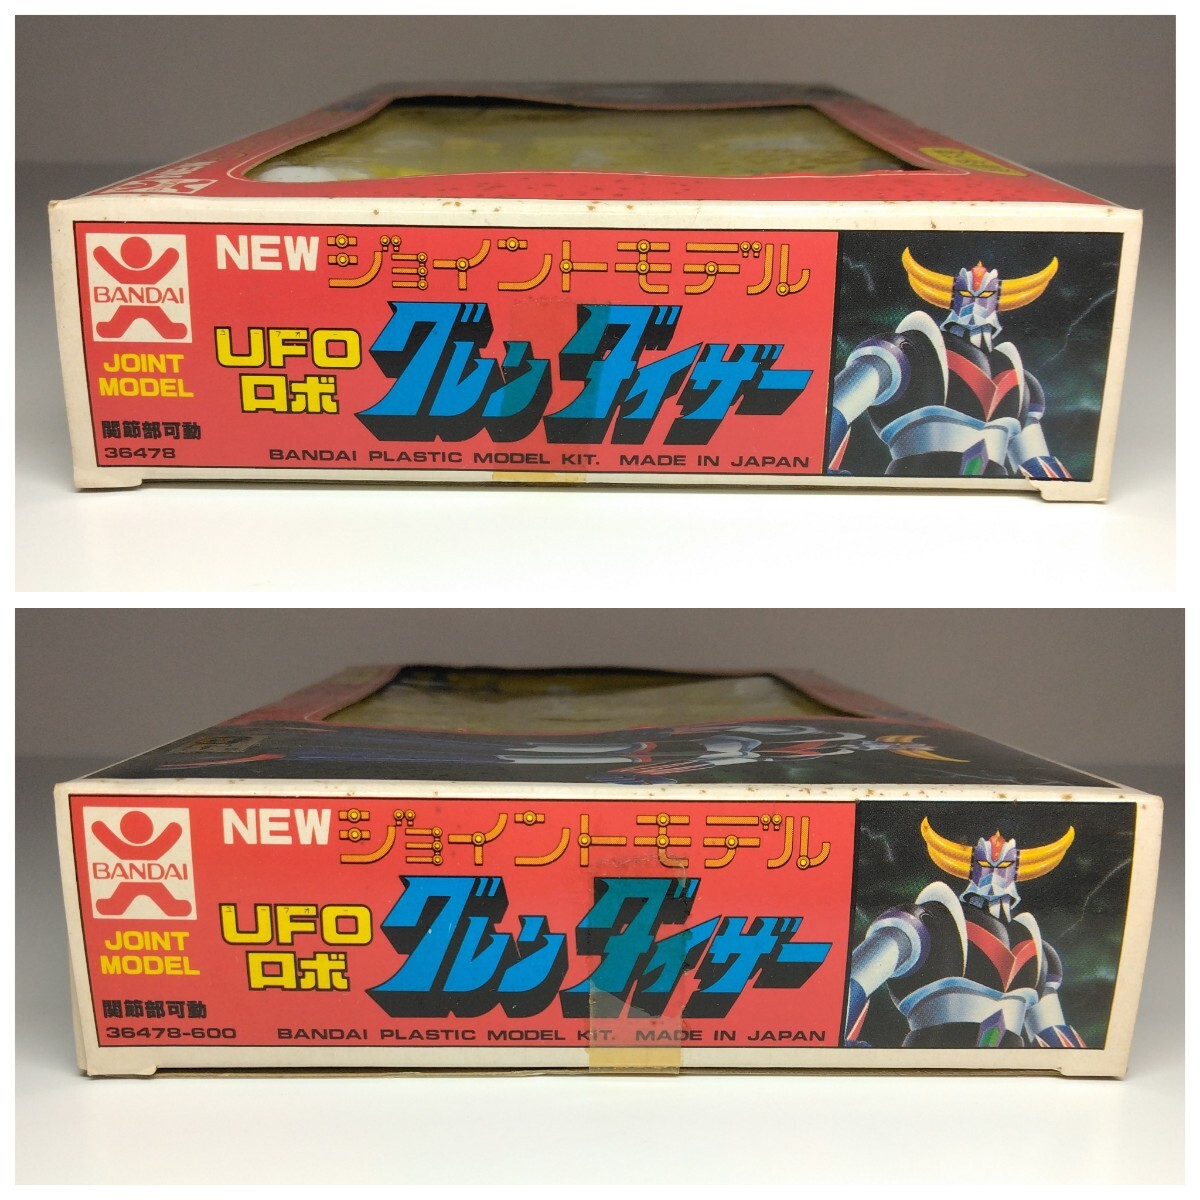 BANDAI
JOINT
MODEL
関節部可動
36478
NEW ジョイントモデル
UFO
ロボ
グレンダイザー
BANDAI PLASTIC MODEL KIT. MADE IN JAPAN
BANDAI
JOINT
MODEL
関節部可動
36478-600
NEW ジョイントモデル
UFO
ロボ
グレンダイザー
BANDAI PLASTIC MODEL KIT. MADE IN JAPAN